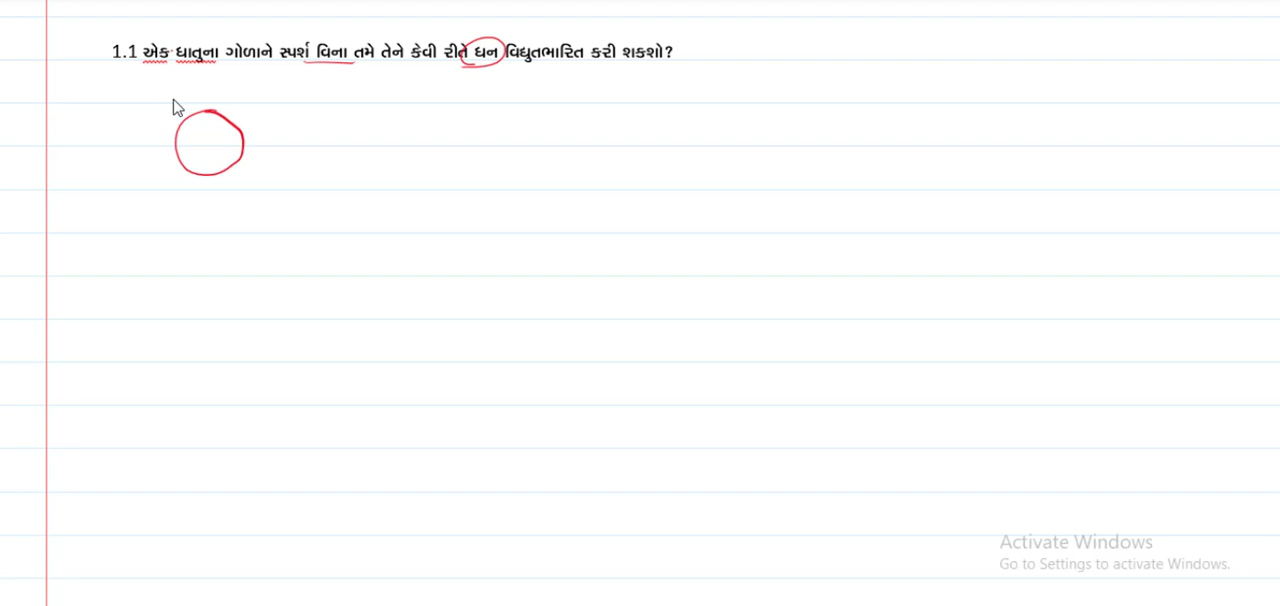 1.1 એક ધાતુના ગોળાને સ્પર્શ વિના તમે તેને કેવી રીતે ધન વિદ્યુતભારિત કરી શકશો?
Activate Windows
Go to Settings to activate Windows.